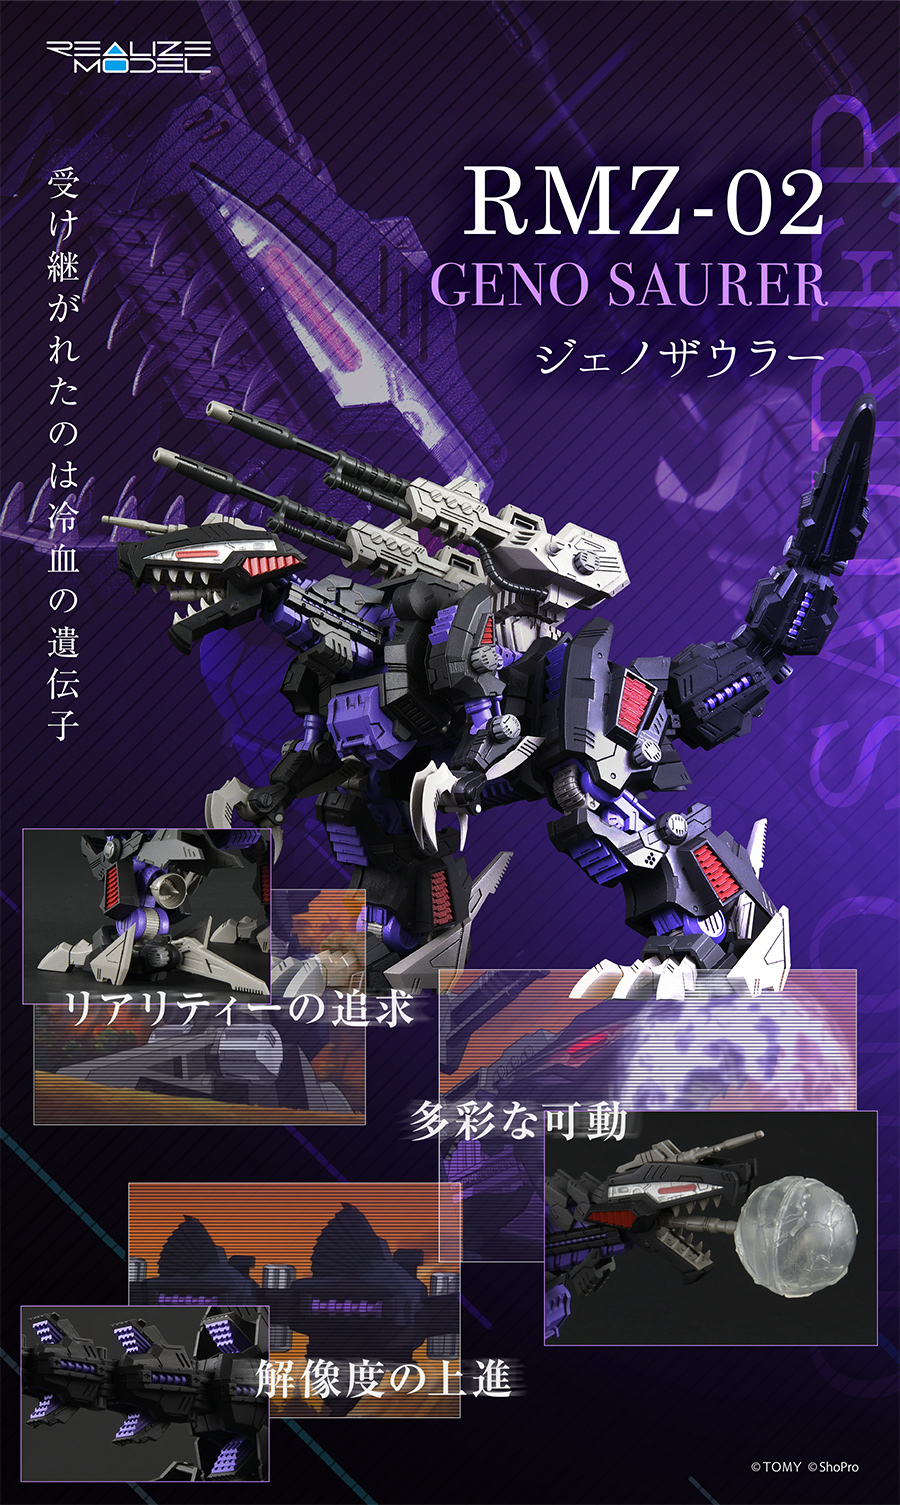 REALIZE
MODEL
RMZ-02
GENO SAURER
ジェノザウラー
受け継がれたのは冷血の遺伝子
GENO SAURER
リアリティーの追求
多彩な可動
解像度の上進
©TOMY ©ShoPro